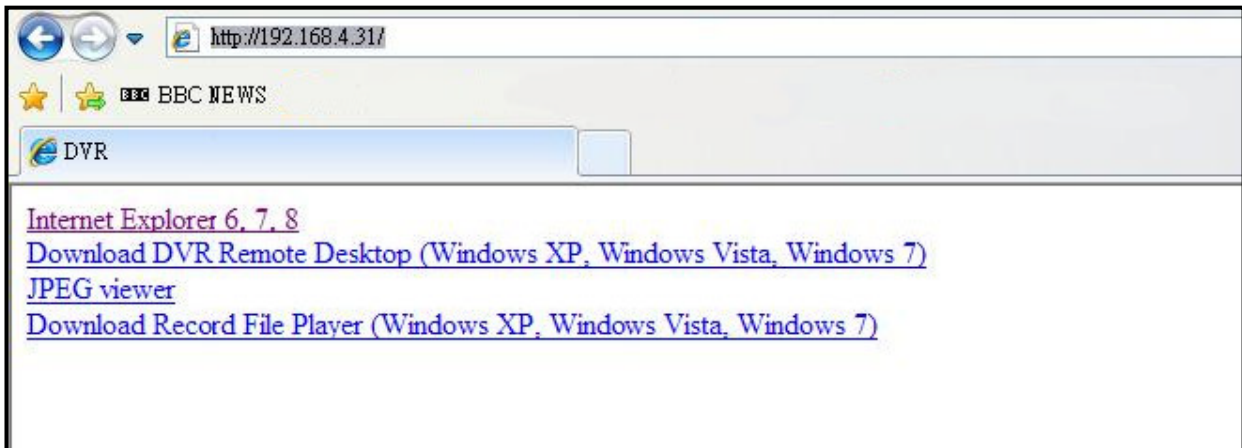 http://192.168.4.31/
BBC BBC NEWS
DVR
Internet Explorer 6, 7, 8
Download DVR Remote Desktop (Windows XP, Windows Vista, Windows 7)
JPEG viewer
Download Record File Player (Windows XP, Windows Vista, Windows 7)